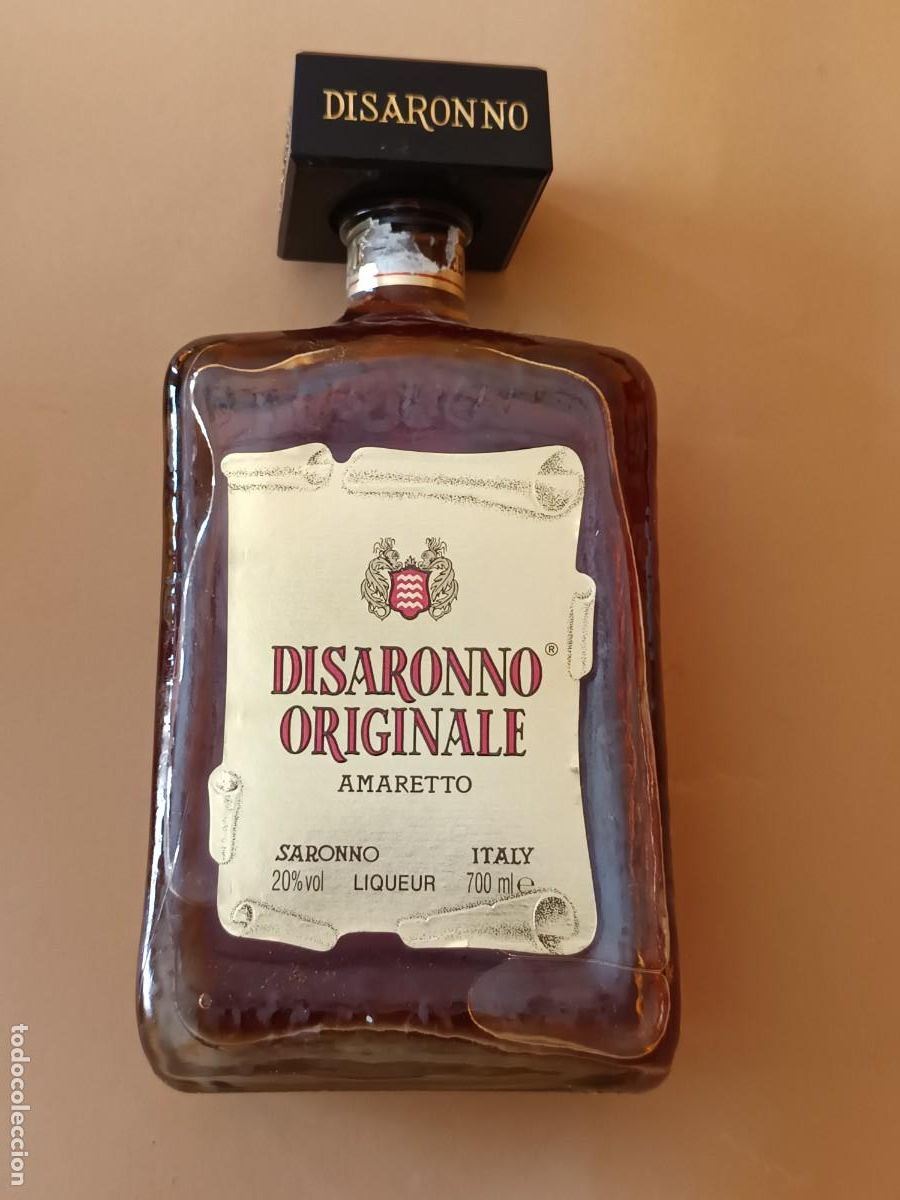 DISARONNO
DISARONNO®
ORIGINALE
AMARETTO
SARONNO ITALY
20%vol LIQUEUR 700 ml ℮
todocoleccion